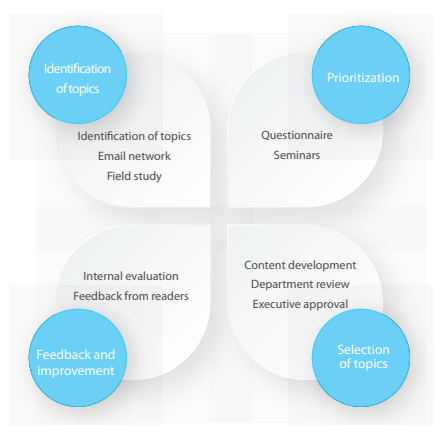 Identification
of topics
Identification of topics
Email network
Field study
Prioritization
Questionnaire
Seminars
Internal evaluation
Feedback from readers
Feedback and
improvement
Content development
Department review
Executive approval
Selection
of topics